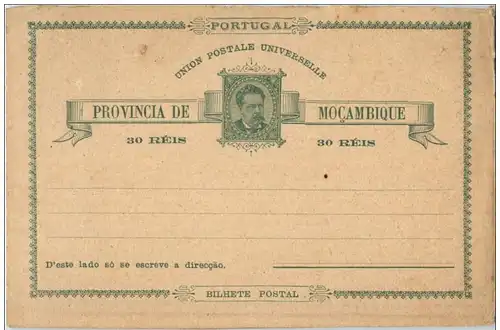 PORTUGAL
UNION POSTALE UNIVERSELLE
PROVINCIA DE MOÇAMBIQUE
30 RÉIS 30 RÉIS
D'este lado só se escreve a direcção.
BILHETE POSTAL